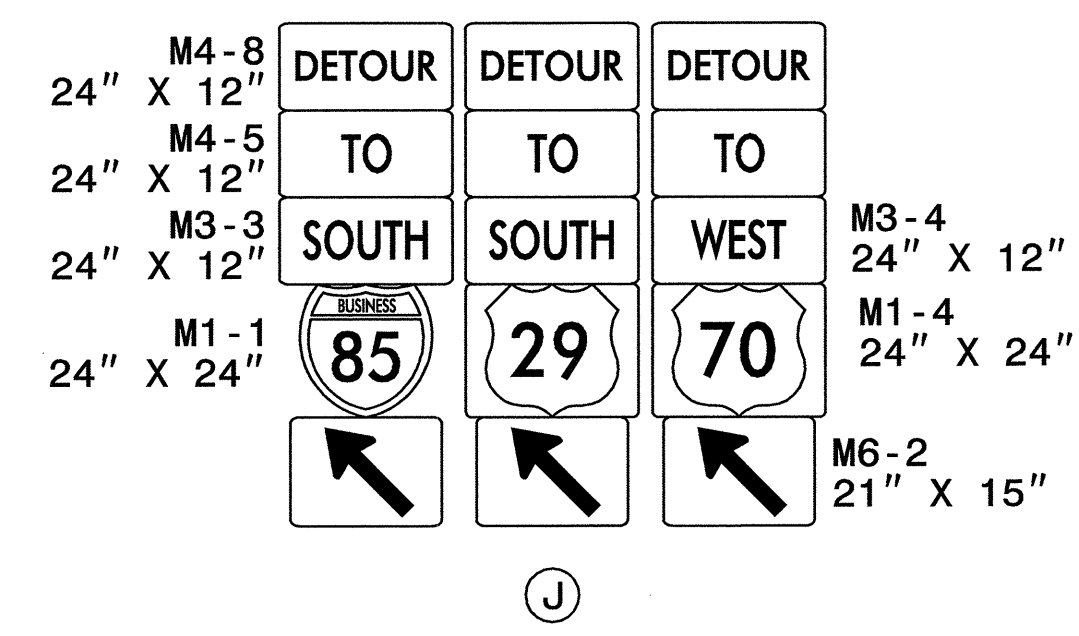 M4-8
24" X 12"
DETOUR DETOUR DETOUR
M4-5
24" X 12"
TO TO TO
M3-3
24" X 12"
SOUTH SOUTH WEST
M3-4
24" X 12"
M1-1
24" X 24"
BUSINESS
85 29 70
M1-4
24" X 24"
M6-2
21" X 15"
J